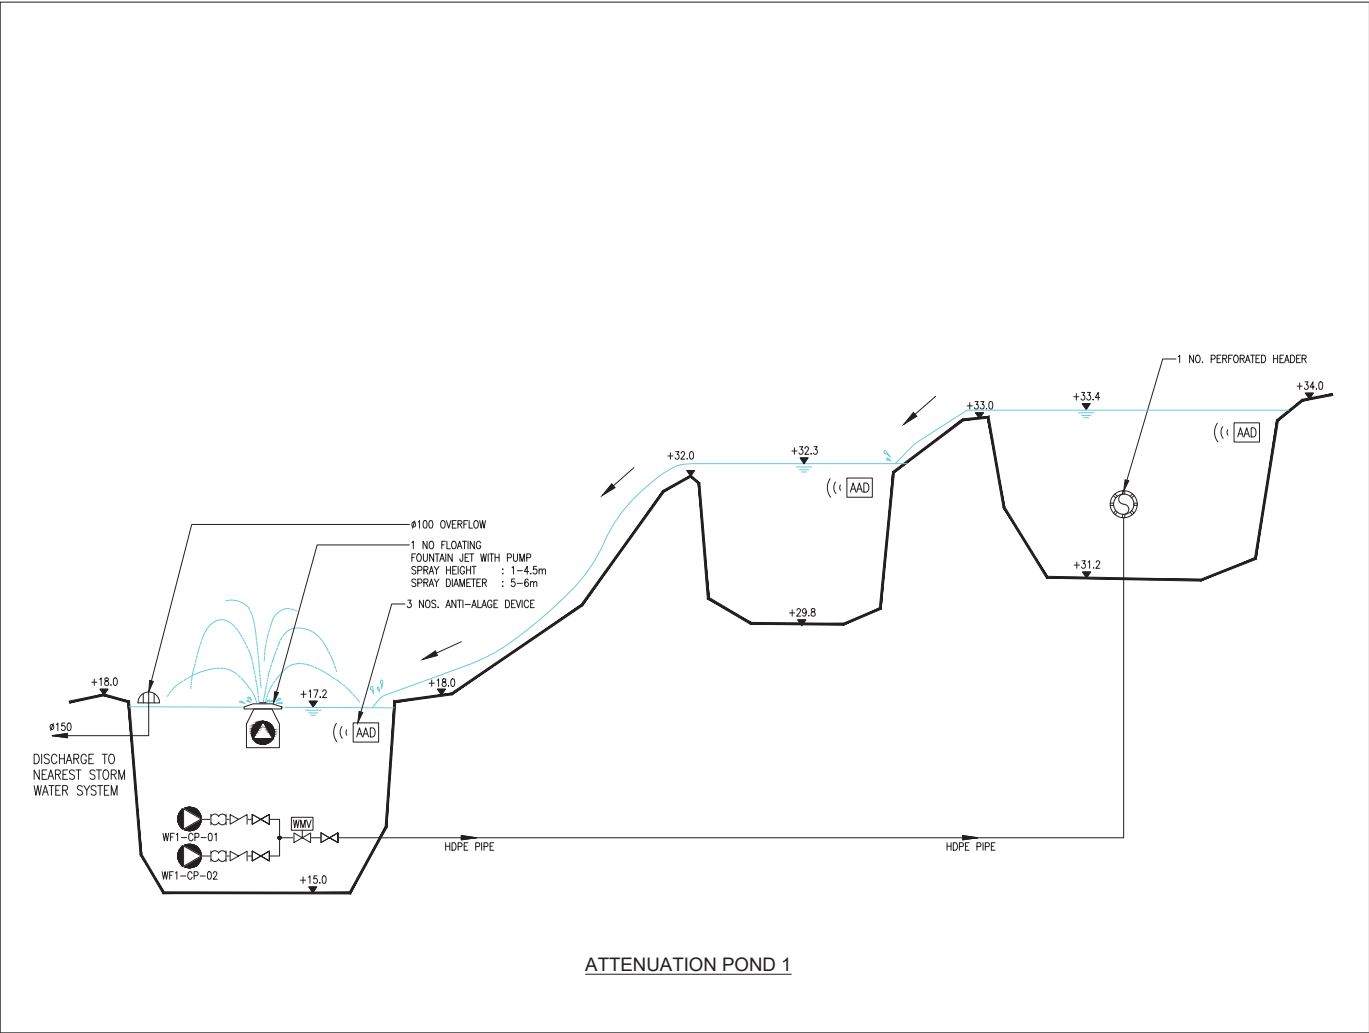 1 NO. PERFORATED HEADER
+34.0
+33.4
+33.0
AAD
+32.3
+32.0
AAD
Ø100 OVERFLOW
1 NO FLOATING
FOUNTAIN JET WITH PUMP
SPRAY HEIGHT : 1-4.5m
SPRAY DIAMETER : 5-6m
+31.2
3 NOS. ANTI-ALAGE DEVICE
+29.8
+18.0
+17.2
+18.0
Ø150
AAD
DISCHARGE TO
NEAREST STORM
WATER SYSTEM
WMV
WF1-CP-01
HDPE PIPE
HDPE PIPE
WF1-CP-02
+15.0
ATTENUATION POND 1